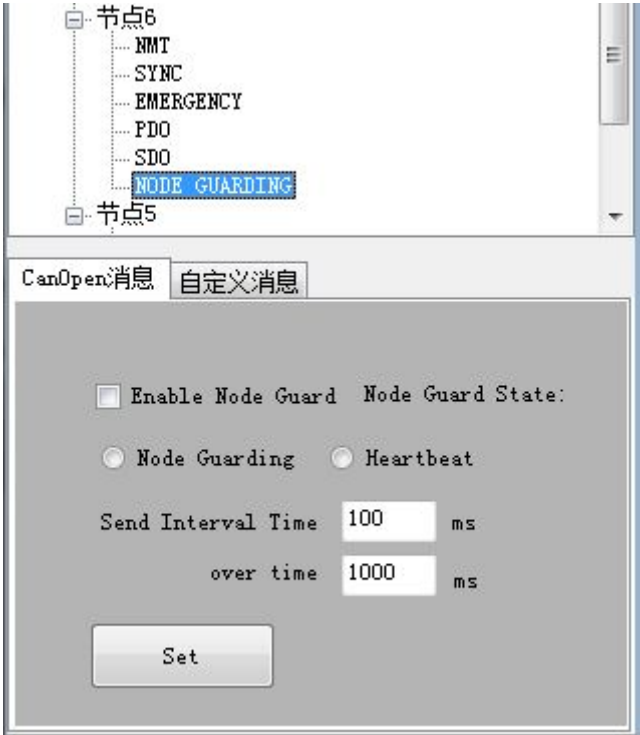 节点6
NMT
SYNC
EMERGENCY
PDO
SDO
NODE GUARDING
节点5
CanOpen消息 自定义消息
Enable Node Guard Node Guard State:
Node Guarding Heartbeat
Send Interval Time 100 ms
over time 1000 ms
Set